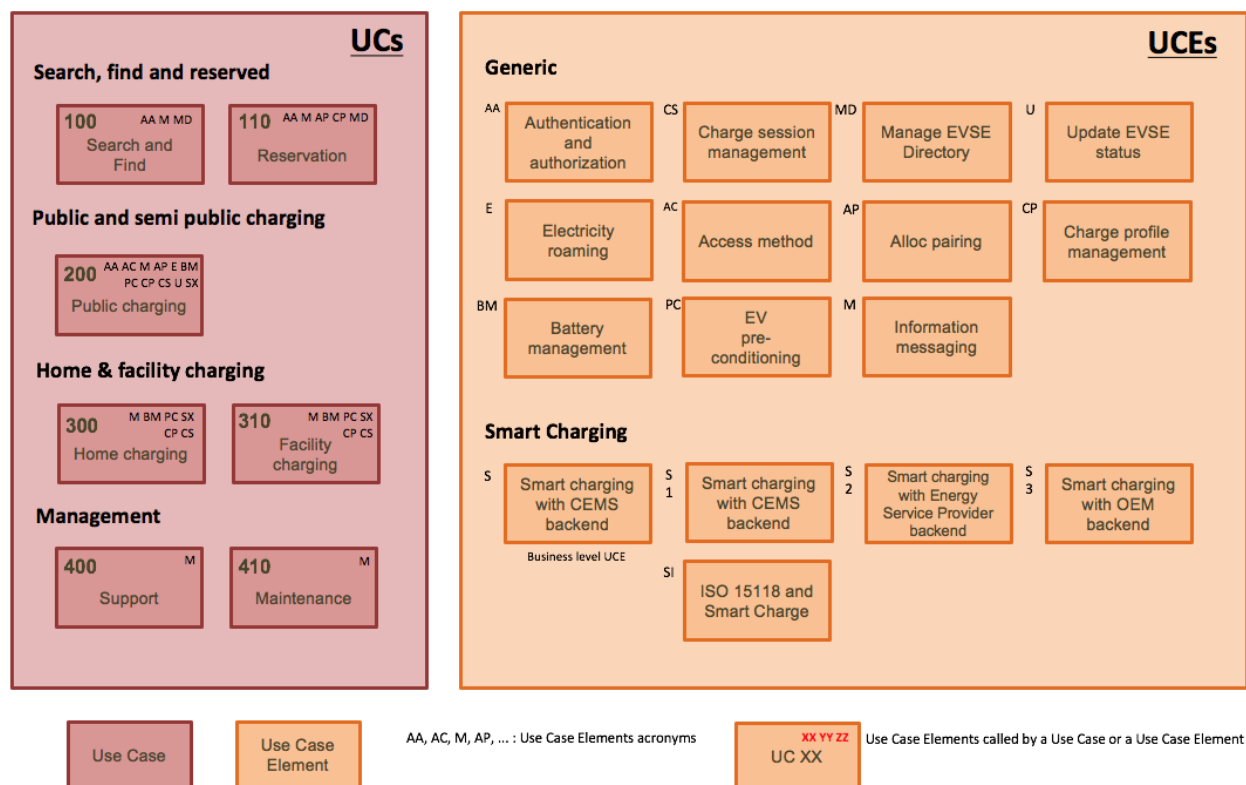 UCs
Search, find and reserved
100 AA M MD
Search and
Find
110 AA M AP CP MD
Reservation
Public and semi public charging
200 AA AC M AP E BM
PC CP CS U SX
Public charging
Home & facility charging
300 M BM PC SX
CP CS
Home charging
310 M BM PC SX
CP CS
Facility
charging
Management
400 M
Support
410 M
Maintenance
UCEs
Generic
AA
Authentication
and
authorization
CS
Charge session
management
MD
Manage EVSE
Directory
U
Update EVSE
status
E
Electricity
roaming
AC
Access method
AP
Alloc pairing
CP
Charge profile
management
BM
Battery
management
PC
EV
pre-
conditioning
M
Information
messaging
Smart Charging
S
Smart charging
with CEMS
backend
Business level UCE
S
1
Smart charging
with CEMS
backend
S
2
Smart charging
with Energy
Service Provider
backend
S
3
Smart charging
with OEM
backend
SI
ISO 15118 and
Smart Charge
Use Case
Use Case
Element
AA, AC, M, AP, ... : Use Case Elements acronyms
XX YY ZZ
UC XX
Use Case Elements called by a Use Case or a Use Case Element